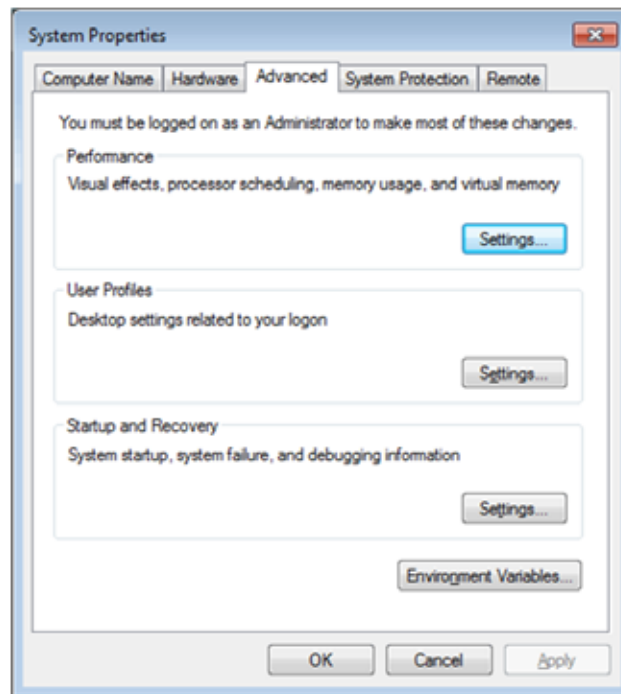 System Properties
Computer Name Hardware Advanced System Protection Remote
You must be logged on as an Administrator to make most of these changes.
Performance
Visual effects, processor scheduling, memory usage, and virtual memory
Settings...
User Profiles
Desktop settings related to your logon
Settings...
Startup and Recovery
System startup, system failure, and debugging information
Settings...
Environment Variables...
OK Cancel Apply